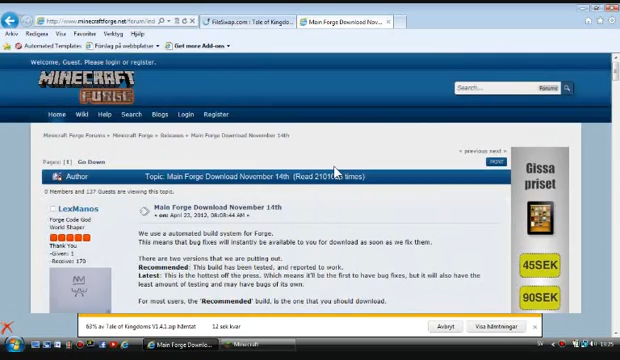 http://www.minecraftforge.net/forum/ind
FileSwap.com : Tale of Kingdo...
Main Forge Download Nov...
Arkiv Redigera Visa Favoriter Verktyg Hjälp
Automated Templates Förslag på webbplatser Get more Add-ons
Welcome, Guest. Please login or register.
MINECRAFT
FORGE
Search... Forums
Home Wiki Help Search Blogs Login Register
Minecraft Forge Forums » Minecraft Forge » Releases » Main Forge Download November 14th
« previous next »
Pages: [1] Go Down
PRINT
Author Topic: Main Forge Download November 14th (Read times)
0 Members and 137 Guests are viewing this topic.
LexManos
Forge Code God
World Shaper
Thank You
-Given: 1
-Receives: 170
Main Forge Download November 14th
« on: April 23, 2012, 08:08:44 AM »
We use a automated build system for Forge.
This means that bug fixes will instantly be available to you for download as soon as we fix them.
There are two versions that we are putting out.
Recommended: This build has been tested, and reported to work.
Latest: This is the hottest off the press. Which means it'll be the first to have bug fixes, but it will also have the
least amount of testing and may have bugs of its own.
For most users, the 'Recommended' build, is the one that you should download.
Gissa
priset
45SEK
90SEK
63% av Tale of Kingdoms V1.4.1.zip hämtat 12 sek kvar Avbryt Visa hämtningar
Main Forge Downlo... Minecraft SV 18:25